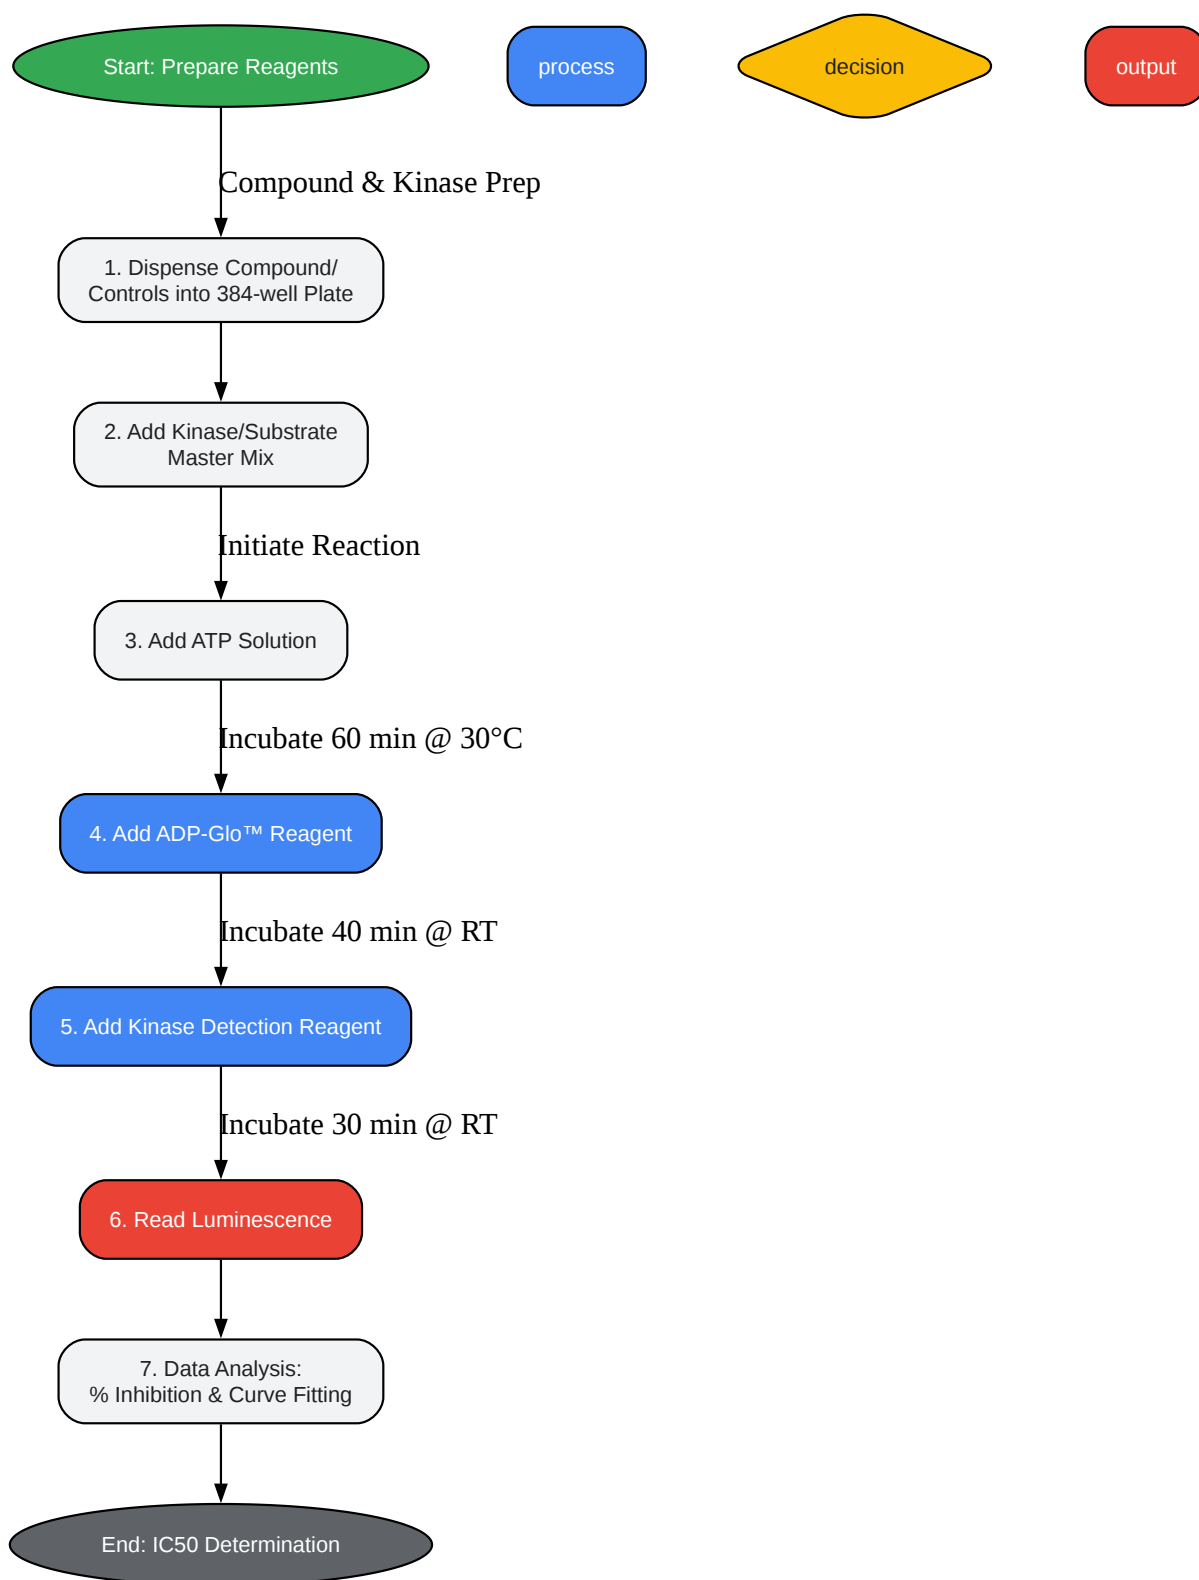 Start: Prepare Reagents
process
decision
output
Compound & Kinase Prep
1. Dispense Compound/
Controls into 384-well Plate
2. Add Kinase/Substrate
Master Mix
Initiate Reaction
3. Add ATP Solution
Incubate 60 min @ 30°C
4. Add ADP-Glo™ Reagent
Incubate 40 min @ RT
5. Add Kinase Detection Reagent
Incubate 30 min @ RT
6. Read Luminescence
7. Data Analysis:
% Inhibition & Curve Fitting
End: IC50 Determination